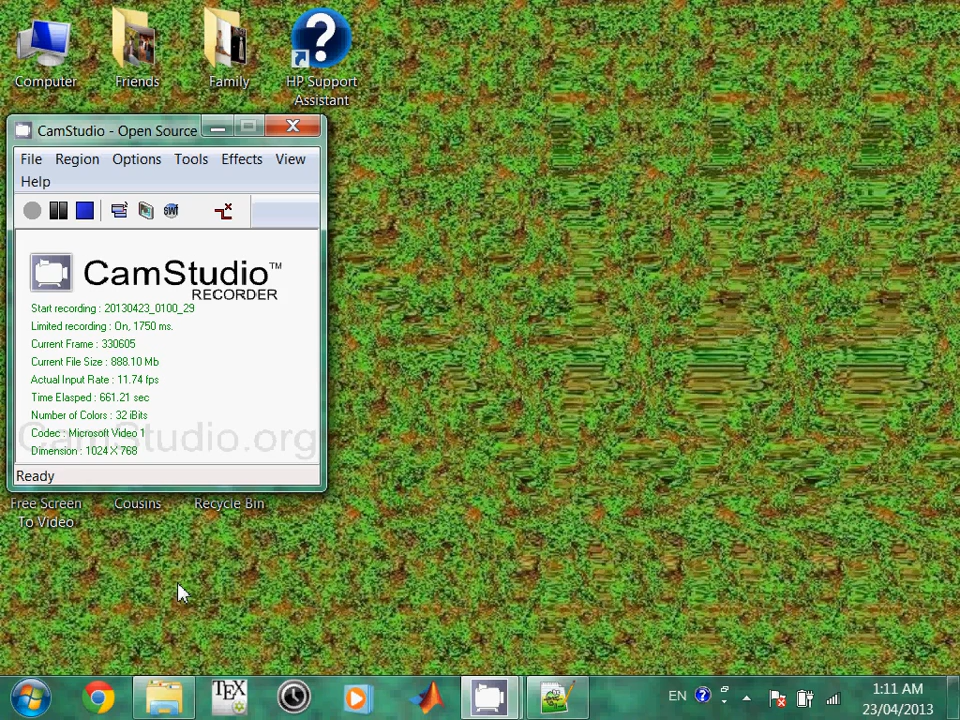 Computer
Friends
Family
HP Support
Assistant
CamStudio - Open Source
File Region Options Tools Effects View
Help
SWF
CamStudio™
RECORDER
Start recording : 20130423_0100_29
Limited recording : On, 1750 ms.
Current Frame : 330605
Current File Size : 888.10 Mb
Actual Input Rate : 11.74 fps
Time Elasped : 661.21 sec
Number of Colors : 32 iBits
CamStudio.org
Codec : Microsoft Video 1
Dimension : 1024 X 768
Ready
Free Screen
To Video
Cousins
Recycle Bin
TEX
EN
1:11 AM
23/04/2013